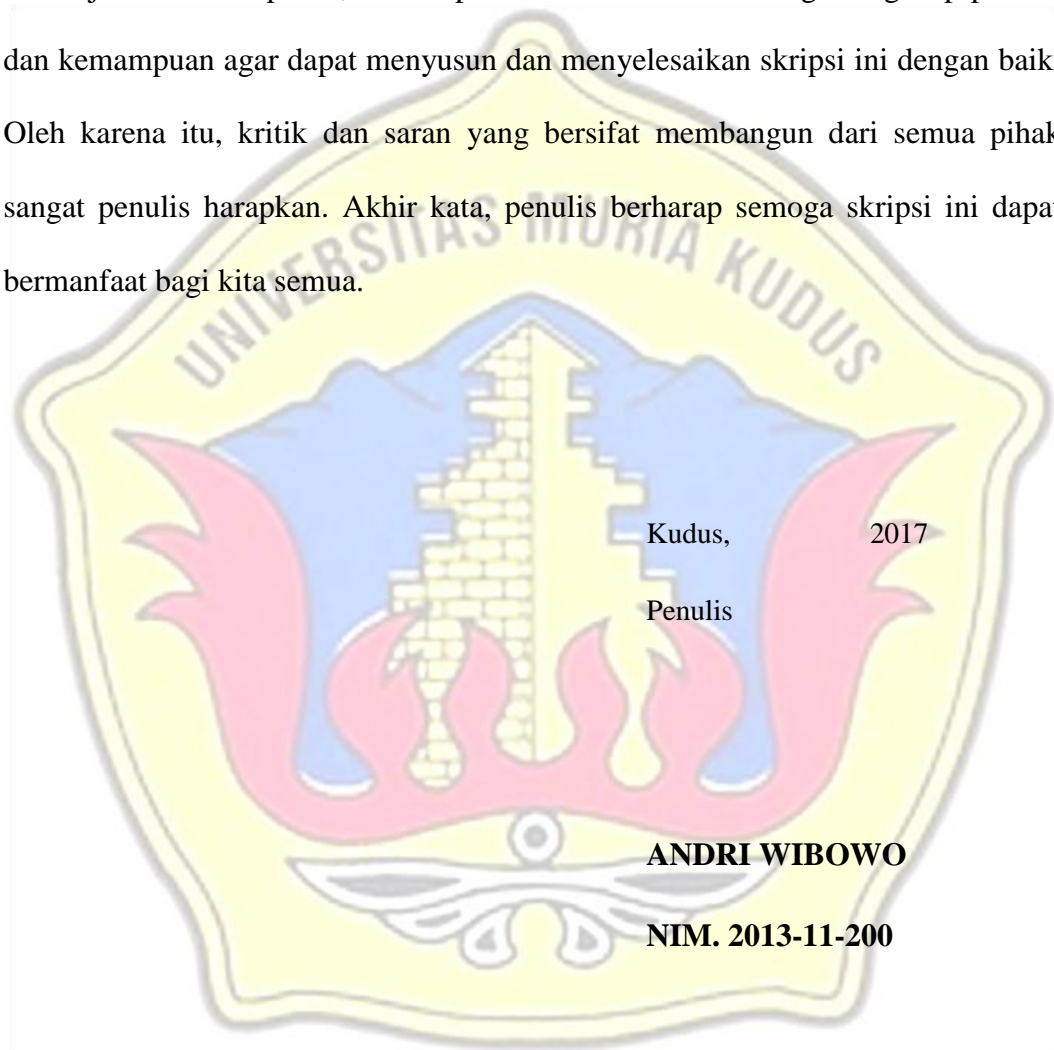 dan kemampuan agar dapat menyusun dan menyelesaikan skripsi ini dengan baik
Oleh karena itu, kritik dan saran yang bersifat membangun dari semua pihak
sangat penulis harapkan. Akhir kata, penulis berharap semoga skripsi ini dapat
bermanfaat bagi kita semua.
UNIVERSITAS MURIA KUDUS
Kudus, 2017
Penulis
ANDRI WIBOWO
NIM. 2013-11-200